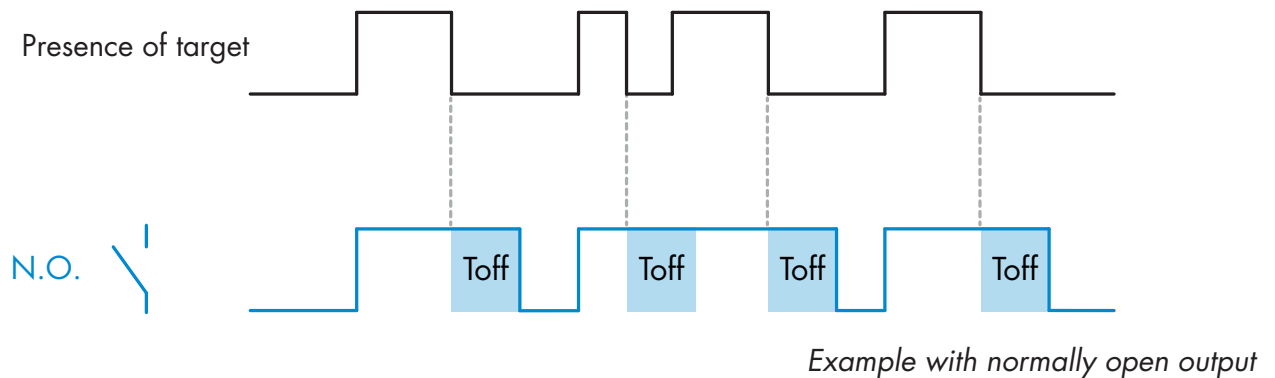 Presence of target
N.O.
Toff Toff Toff Toff
Example with normally open output